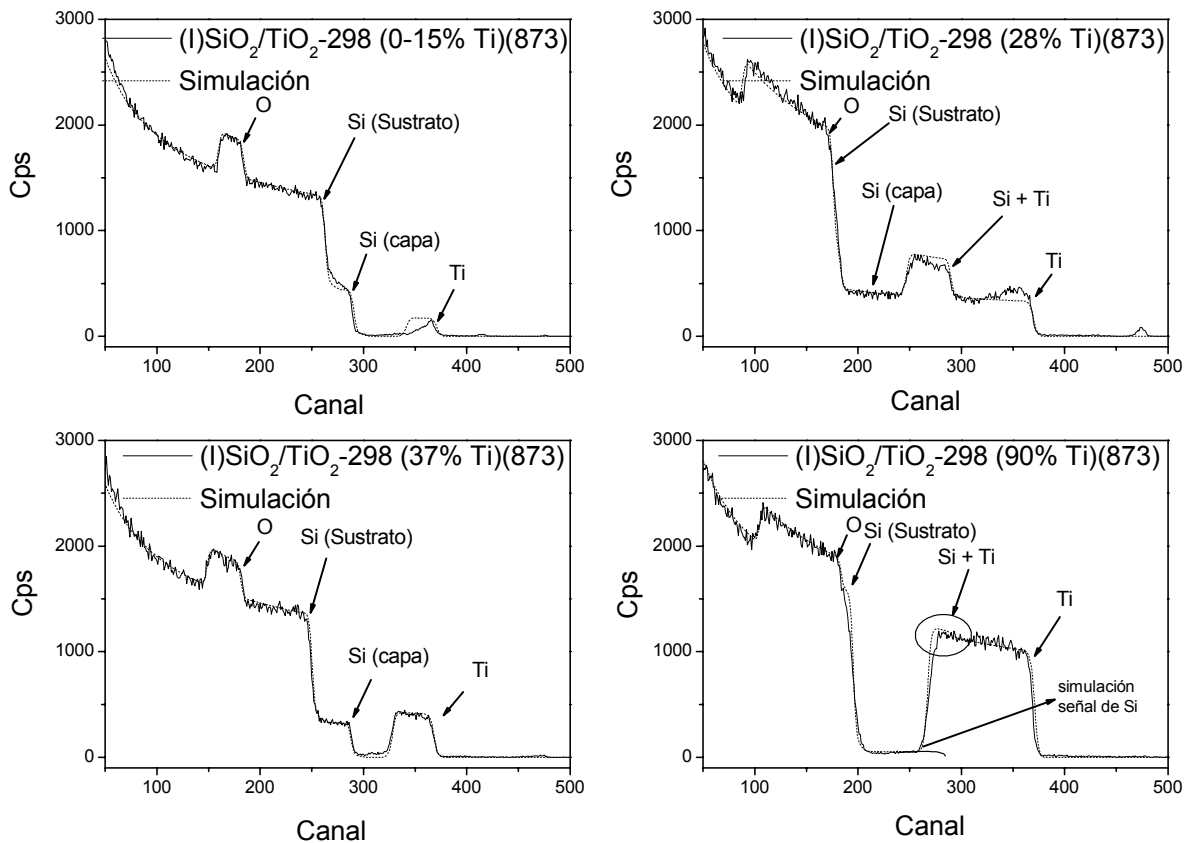 3000
2000
1000
0
Cps
(I)SiO₂/TiO₂-298 (0-15% Ti)(873)
Simulación
O
Si (Sustrato)
Si (capa)
Ti
100 200 300 400 500
Canal
3000
2000
1000
0
Cps
(I)SiO₂/TiO₂-298 (28% Ti)(873)
Simulación
O
Si (Sustrato)
Si (capa)
Si + Ti
Ti
100 200 300 400 500
Canal
3000
2000
1000
0
Cps
(I)SiO₂/TiO₂-298 (37% Ti)(873)
Simulación
O
Si (Sustrato)
Si (capa)
Ti
100 200 300 400 500
Canal
3000
2000
1000
0
Cps
(I)SiO₂/TiO₂-298 (90% Ti)(873)
Simulación
O
Si (Sustrato)
Si + Ti
Ti
simulación
señal de Si
100 200 300 400 500
Canal